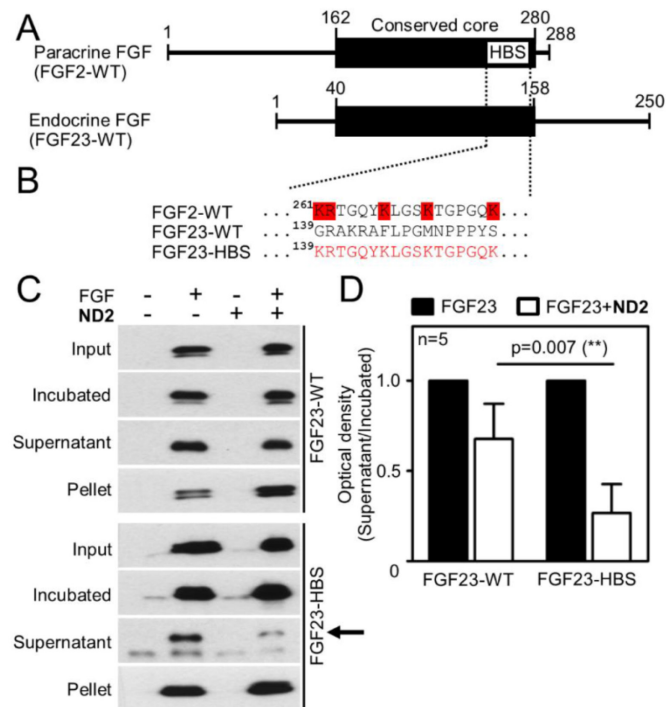 A
1 162 Conserved core 280
288
Paracrine FGF
(FGF2-WT)
HBS
1 40 158 250
Endocrine FGF
(FGF23-WT)
B
FGF2-WT ... 261KRTGQYKLGSKTGPGQK...
FGF23-WT ... 139GRAKRAFLPGMNPPPYS...
FGF23-HBS ... 139KRTGQYKLGSKTGPGQK...
C
FGF - + - +
ND2 - - + +
Input
Incubated
Supernatant
Pellet
FGF23-WT
Input
Incubated
Supernatant
Pellet
FGF23-HBS
D
FGF23 FGF23+ND2
n=5
p=0.007 (**)
Optical density
(Supernatant/Incubated)
1.0
0.5
0
FGF23-WT FGF23-HBS